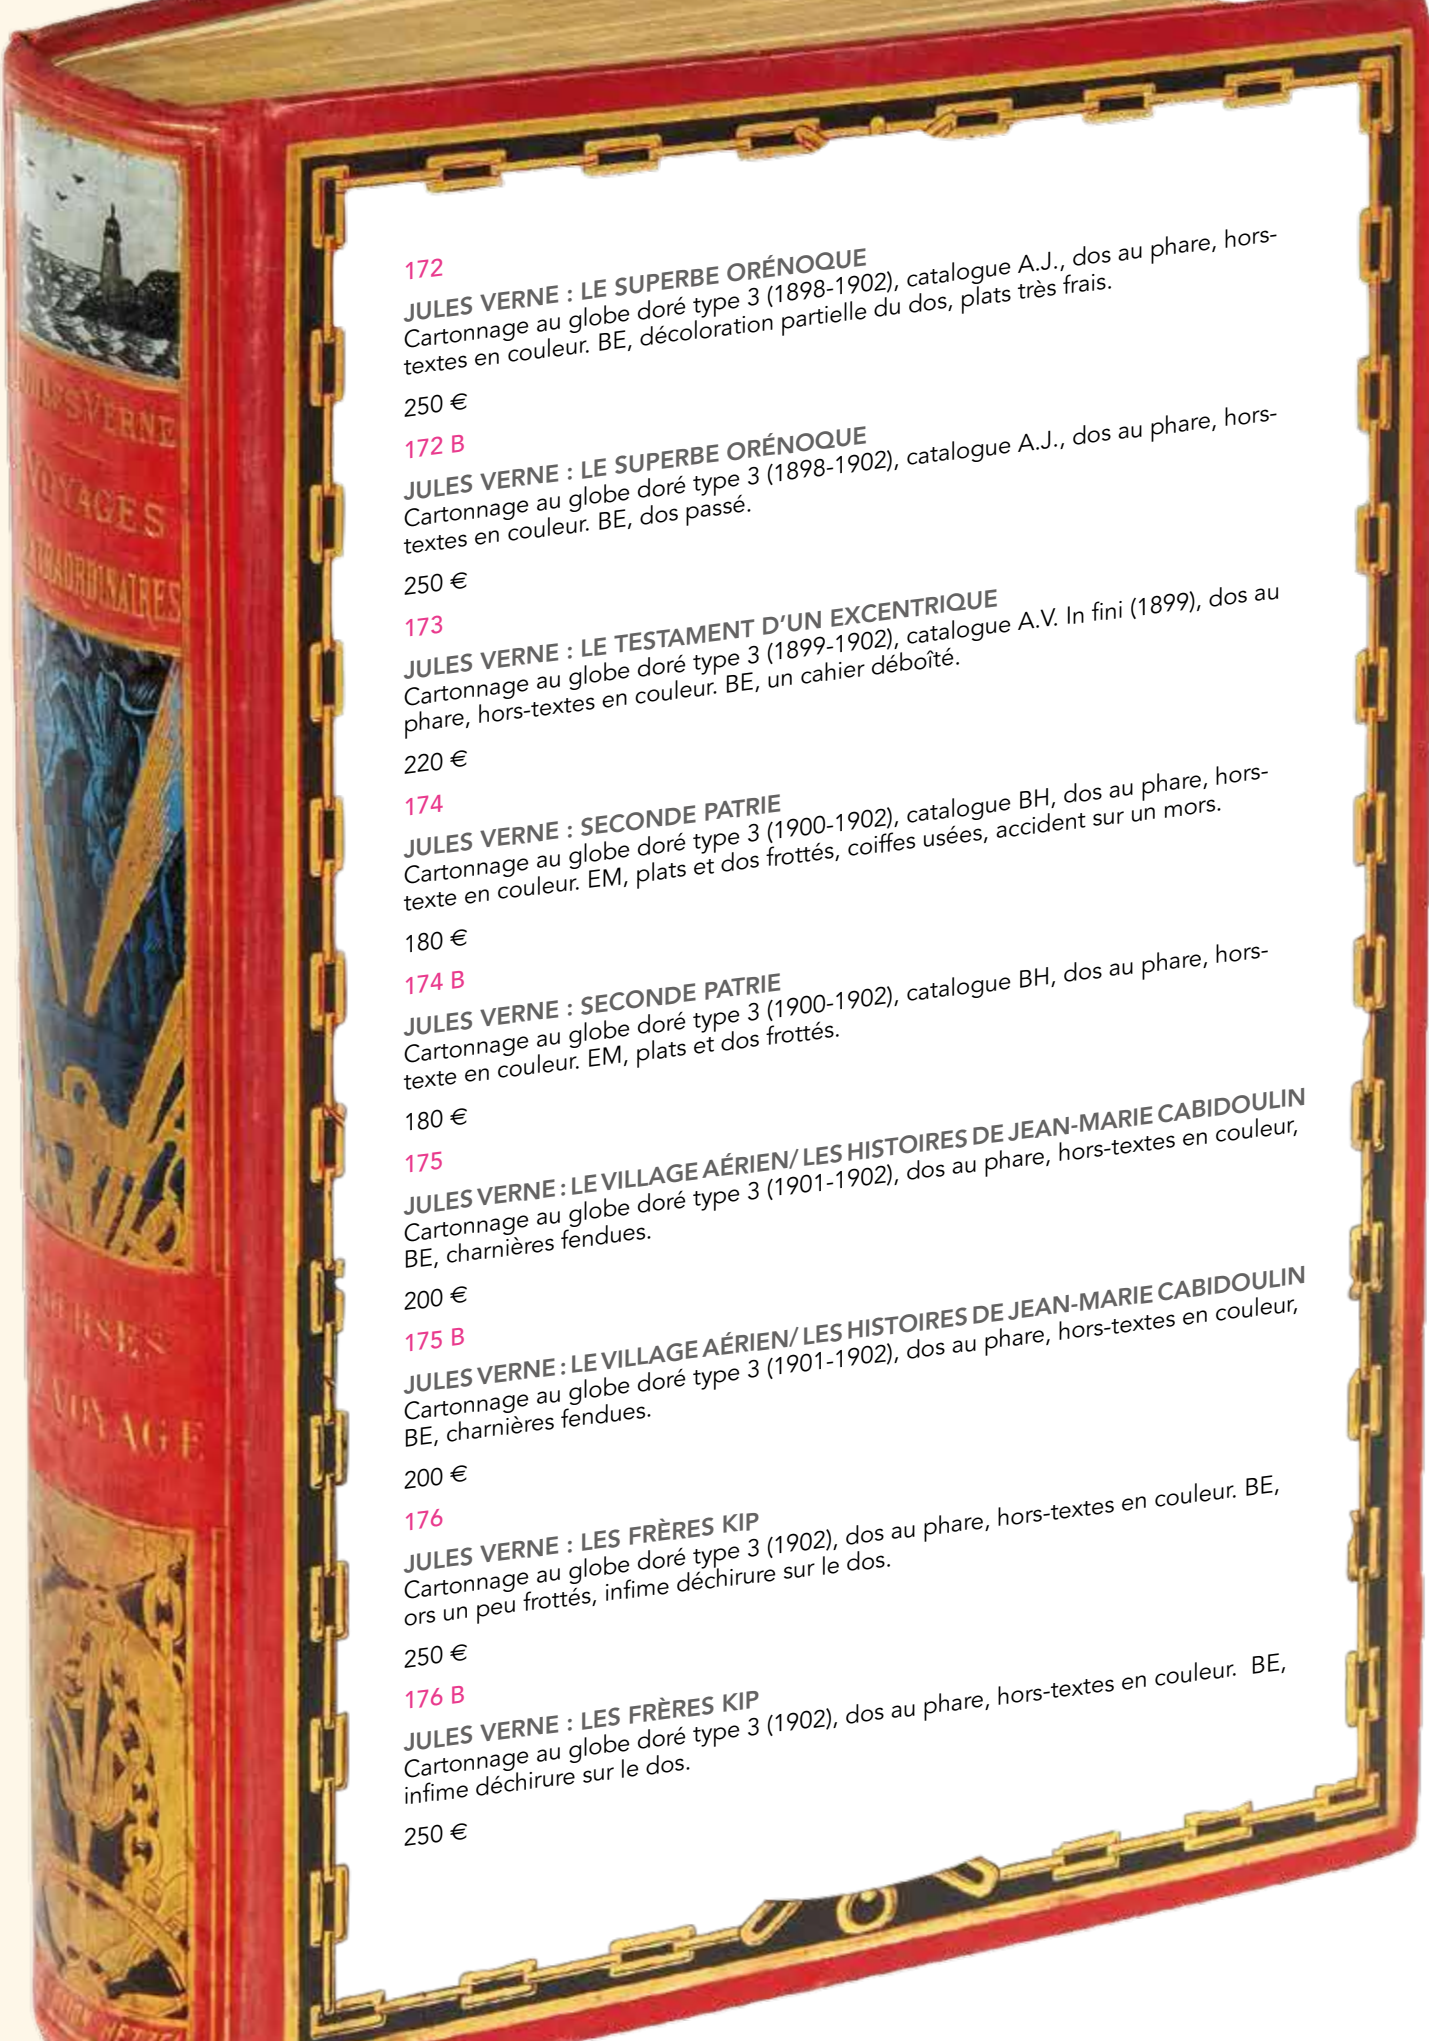 JULES VERNE
VOYAGES
EXTRAORDINAIRES
VOYAGE
172
JULES VERNE : LE SUPERBE ORÉNOQUE
Cartonnage au globe doré type 3 (1898-1902), catalogue A.J., dos au phare, hors-
textes en couleur. BE, décoloration partielle du dos, plats très frais.
250 €
172 B
JULES VERNE : LE SUPERBE ORÉNOQUE
Cartonnage au globe doré type 3 (1898-1902), catalogue A.J., dos au phare, hors-
textes en couleur. BE, dos passé.
250 €
173
JULES VERNE : LE TESTAMENT D’UN EXCENTRIQUE
Cartonnage au globe doré type 3 (1899-1902), catalogue A.V. In fini (1899), dos au
phare, hors-textes en couleur. BE, un cahier déboîté.
220 €
174
JULES VERNE : SECONDE PATRIE
Cartonnage au globe doré type 3 (1900-1902), catalogue BH, dos au phare, hors-
texte en couleur. EM, plats et dos frottés, coiffes usées, accident sur un mors.
180 €
174 B
JULES VERNE : SECONDE PATRIE
Cartonnage au globe doré type 3 (1900-1902), catalogue BH, dos au phare, hors-
texte en couleur. EM, plats et dos frottés.
180 €
175
JULES VERNE : LE VILLAGE AÉRIEN/ LES HISTOIRES DE JEAN-MARIE CABIDOULIN
Cartonnage au globe doré type 3 (1901-1902), dos au phare, hors-textes en couleur,
BE, charnières fendues.
200 €
175 B
JULES VERNE : LE VILLAGE AÉRIEN/ LES HISTOIRES DE JEAN-MARIE CABIDOULIN
Cartonnage au globe doré type 3 (1901-1902), dos au phare, hors-textes en couleur,
BE, charnières fendues.
200 €
176
JULES VERNE : LES FRÈRES KIP
Cartonnage au globe doré type 3 (1902), dos au phare, hors-textes en couleur. BE,
ors un peu frottés, infime déchirure sur le dos.
250 €
176 B
JULES VERNE : LES FRÈRES KIP
Cartonnage au globe doré type 3 (1902), dos au phare, hors-textes en couleur. BE,
infime déchirure sur le dos.
250 €